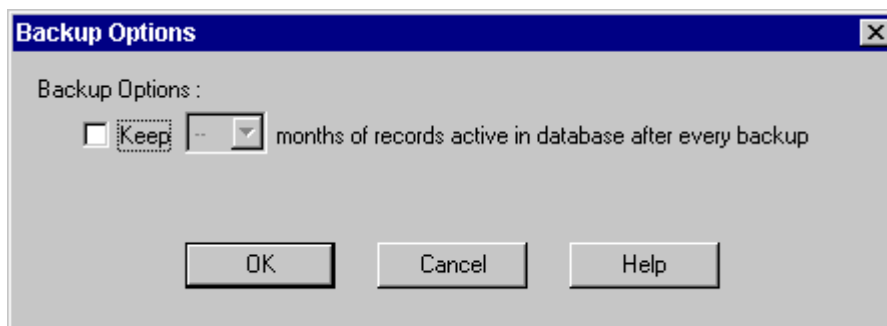 Backup Options
Backup Options :
Keep -- months of records active in database after every backup
OK Cancel Help